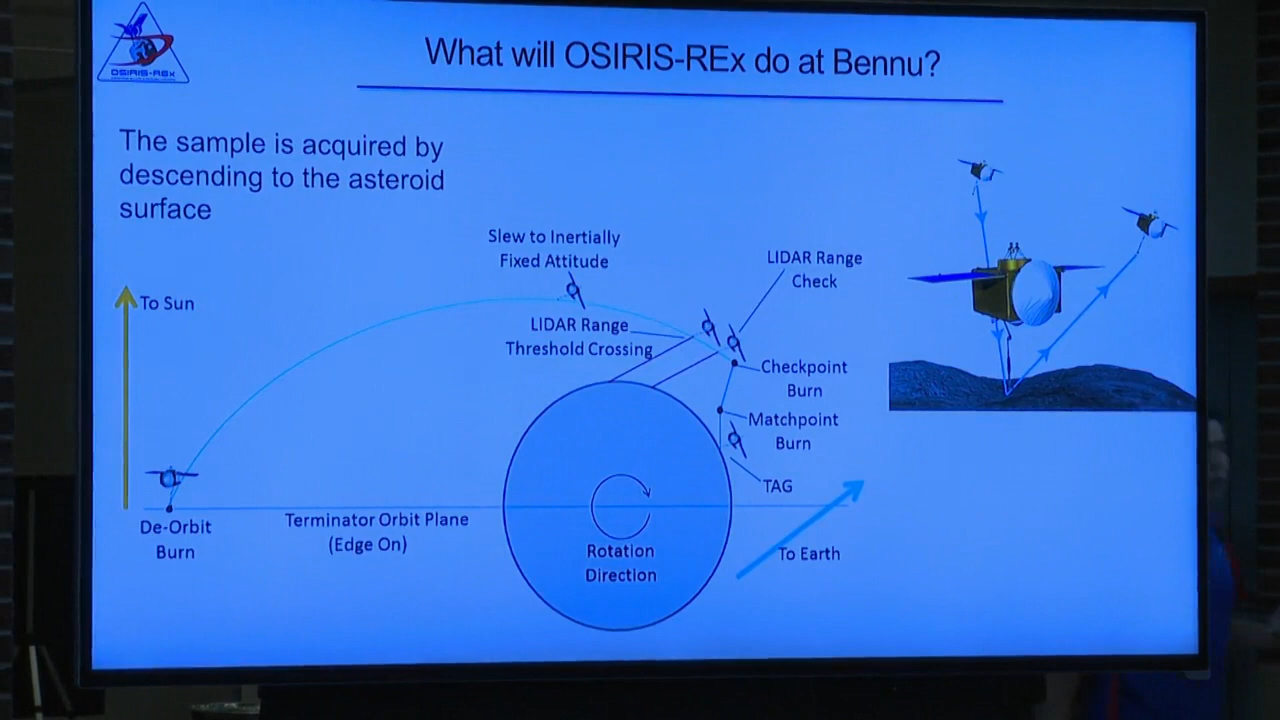 What will OSIRIS-REx do at Bennu?
OSIRIS-REx
The sample is acquired by
descending to the asteroid
surface
Slew to Inertially
Fixed Attitude
LIDAR Range
Check
To Sun
LIDAR Range
Threshold Crossing
Checkpoint
Burn
Matchpoint
Burn
TAG
De-Orbit
Burn
Terminator Orbit Plane
(Edge On)
Rotation
Direction
To Earth